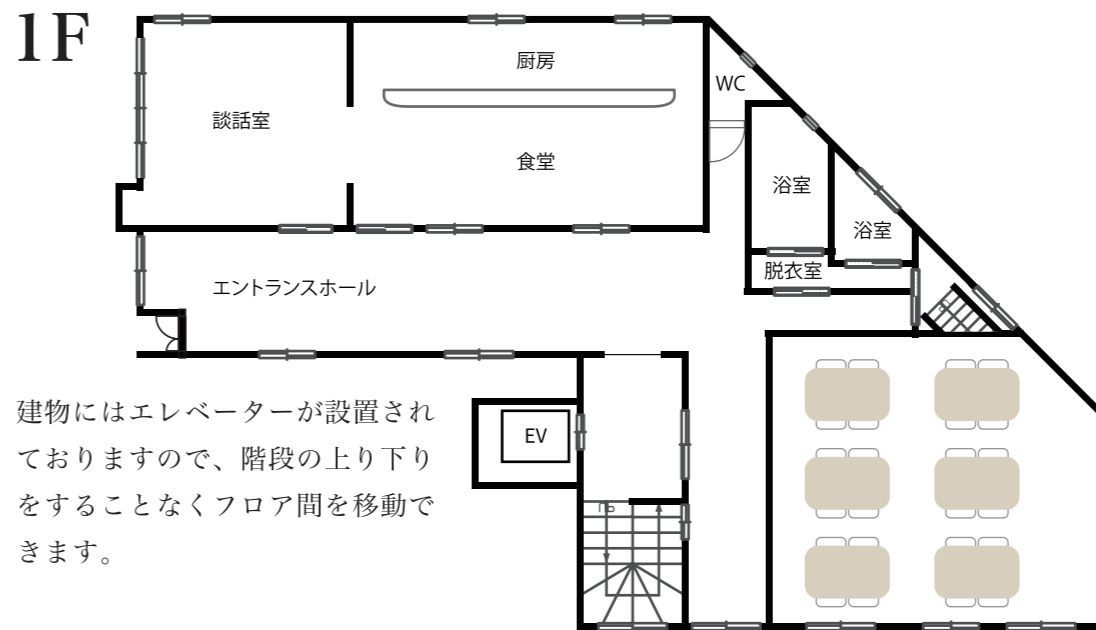 1F
厨房
WC
談話室
食堂
浴室
浴室
脱衣室
エントランスホール
建物にはエレベーターが設置され
ておりますので、階段の上り下り
をすることなくフロア間を移動で
きます。
EV